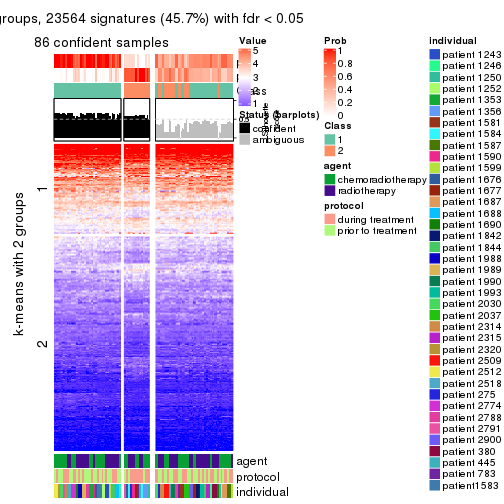 groups, 23564 signatures (45.7%) with fdr < 0.05
86 confident samples
k-means with 2 groups
1
2
agent
protocol
individual
Value
5
4
3
2
1
Status (barplots)
confident
ambiguous
Prob
1
0.8
0.6
0.4
0.2
0
Class
1
2
agent
chemoradiotherapy
radiotherapy
protocol
during treatment
prior to treatment
individual
patient 1243
patient 1246
patient 1250
patient 1252
patient 1353
patient 1356
patient 1581
patient 1584
patient 1587
patient 1590
patient 1599
patient 1676
patient 1677
patient 1687
patient 1688
patient 1690
patient 1842
patient 1844
patient 1988
patient 1989
patient 1990
patient 1993
patient 2037
patient 2314
patient 2315
patient 2320
patient 2509
patient 2512
patient 2518
patient 275
patient 2774
patient 2788
patient 2791
patient 2900
patient 380
patient 445
patient 783
patient1583